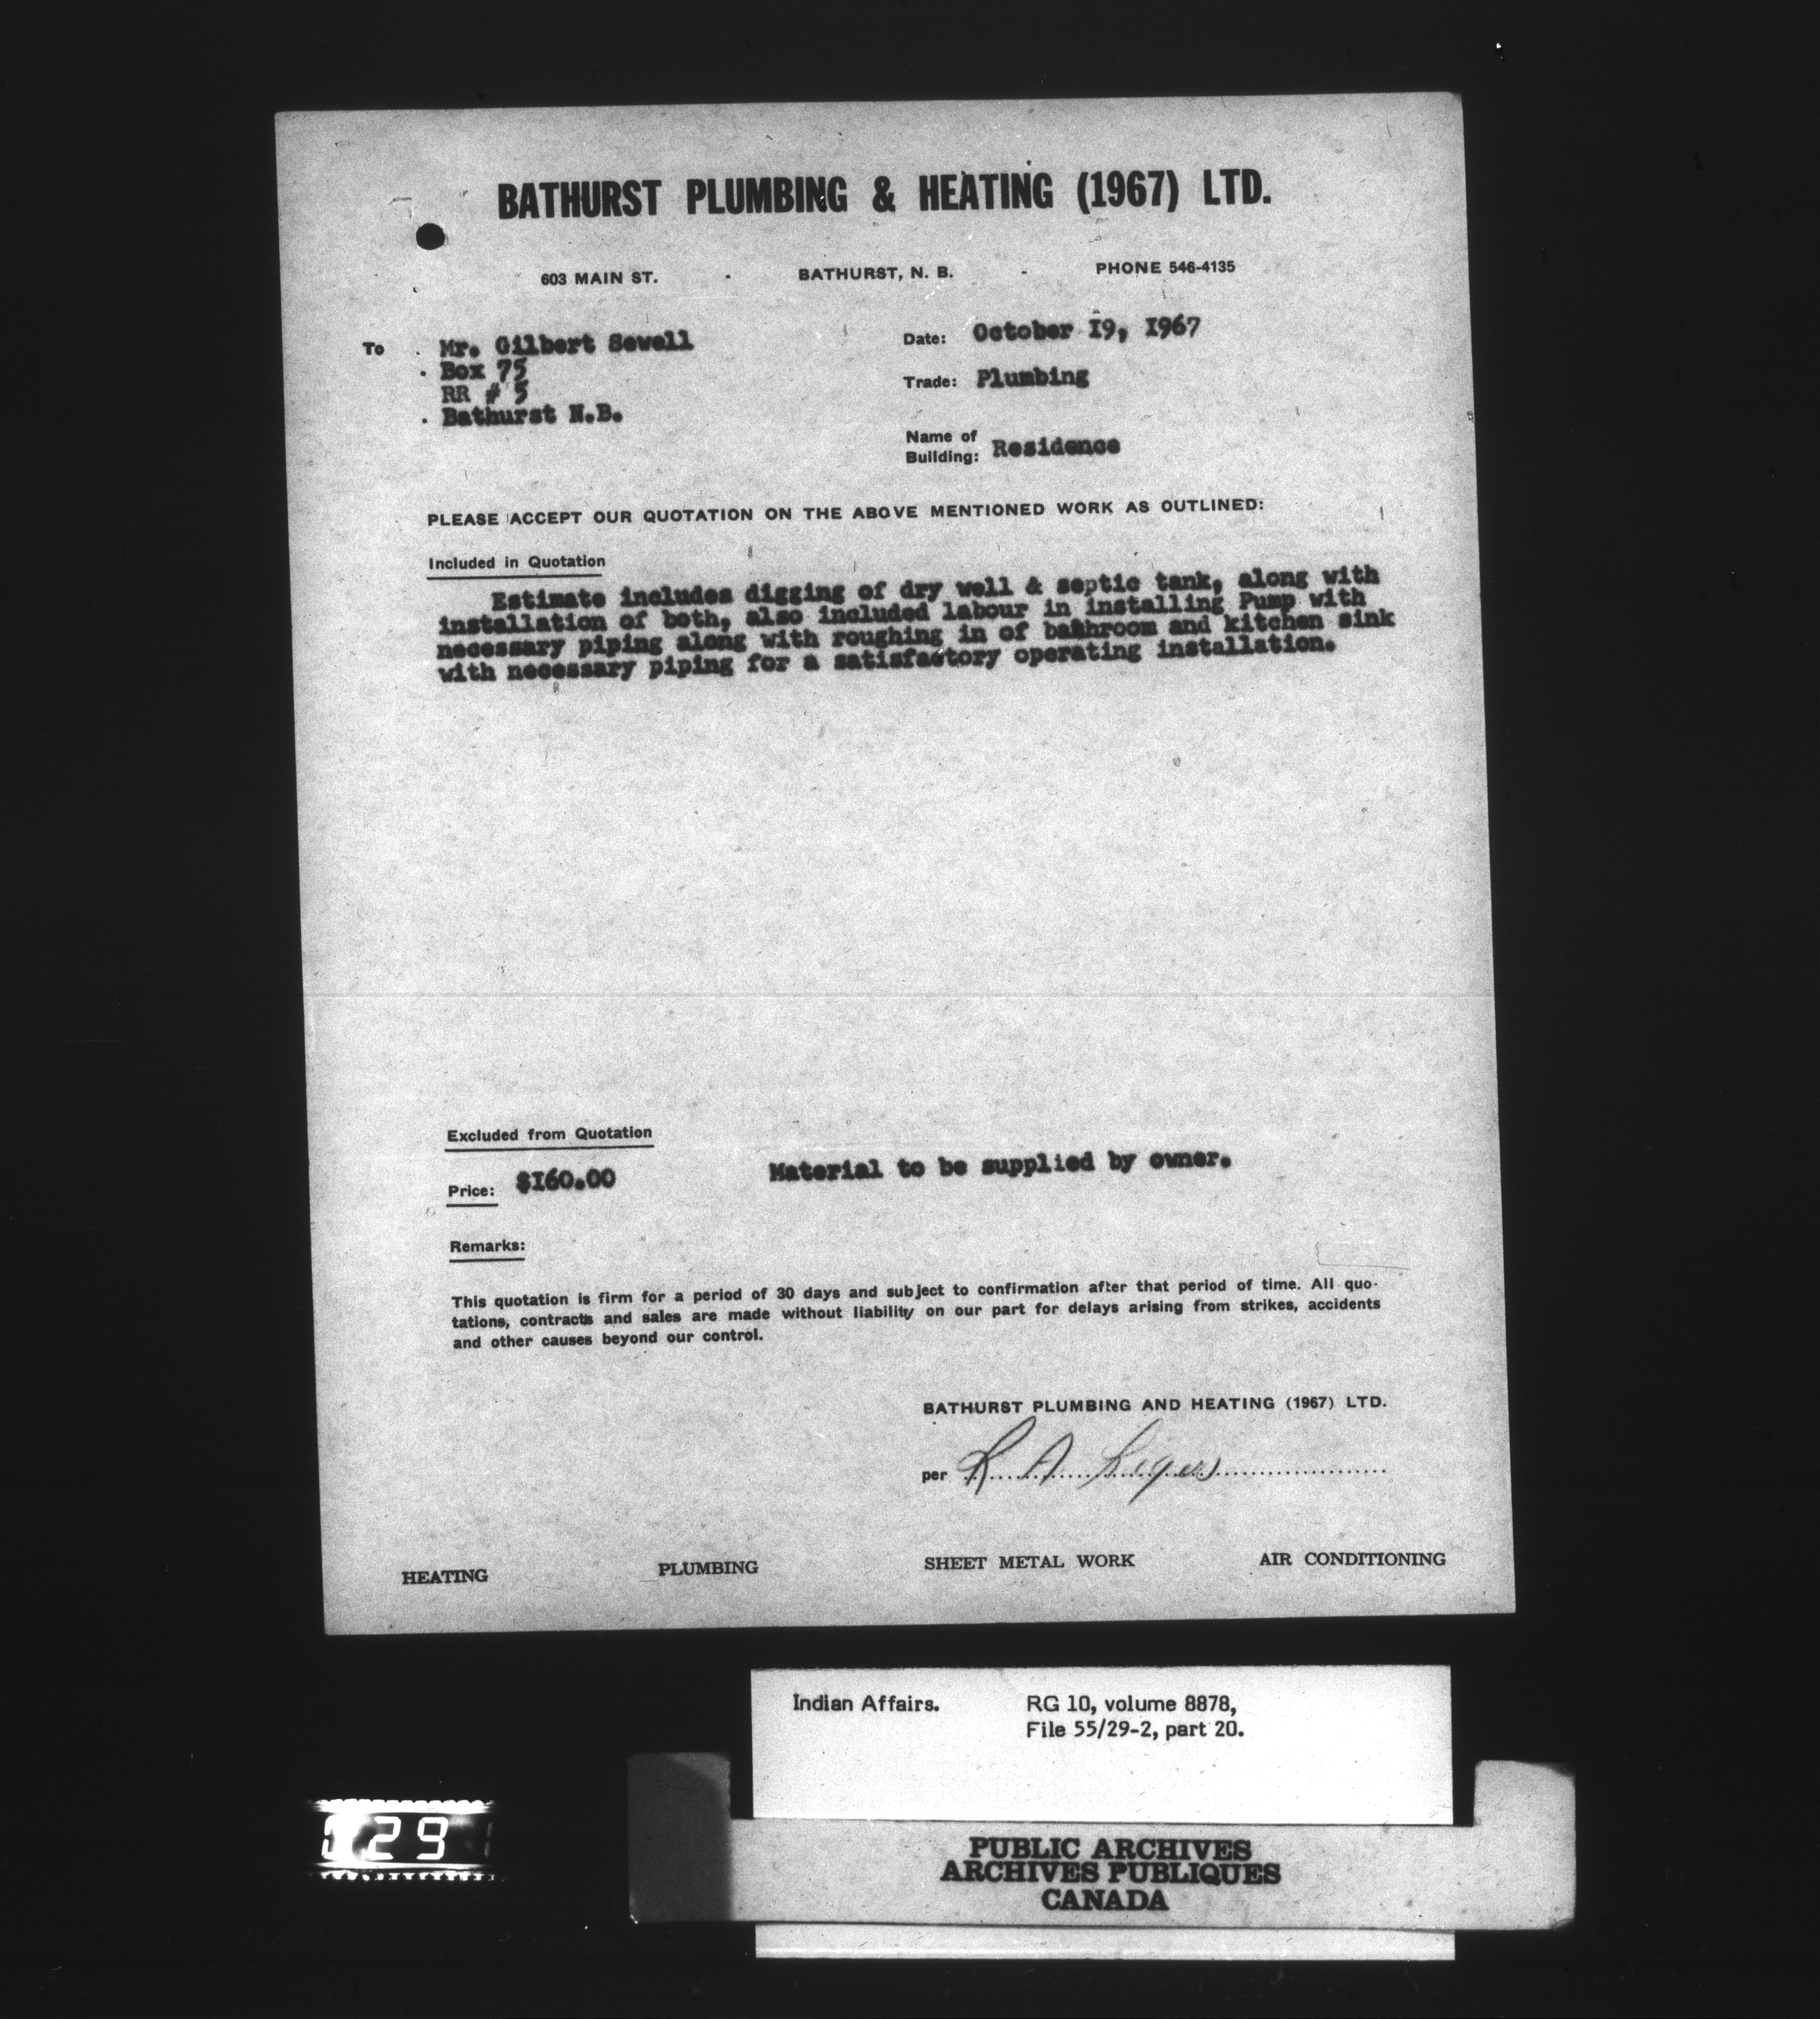 BATHURST PLUMBING & HEATING (1967) LTD.
603 MAIN ST. - BATHURST, N. B. - PHONE 546-4135
To Mr. Gilbert Sewell
Box 75
RR # 5
Bathurst N.B.
Date: October I9, I967
Trade: Plumbing
Name of
Building: Residence
PLEASE ACCEPT OUR QUOTATION ON THE ABOVE MENTIONED WORK AS OUTLINED:
Included in Quotation
Estimate includes digging of dry well & septic tank, along with
installation of both, also included labour in installing Pump with
necessary piping along with roughing in of bathroom and kitchen sink
with necessary piping for a satisfactory operating installation.
Excluded from Quotation
Price: $I60.00 Material to be supplied by owner.
Remarks:
This quotation is firm for a period of 30 days and subject to confirmation after that period of time. All quo-
tations, contracts and sales are made without liability on our part for delays arising from strikes, accidents
and other causes beyond our control.
BATHURST PLUMBING AND HEATING (1967) LTD.
per R A
HEATING PLUMBING SHEET METAL WORK AIR CONDITIONING
Indian Affairs. RG 10, volume 8878,
File 55/29-2, part 20.
29
PUBLIC ARCHIVES
ARCHIVES PUBLIQUES
CANADA